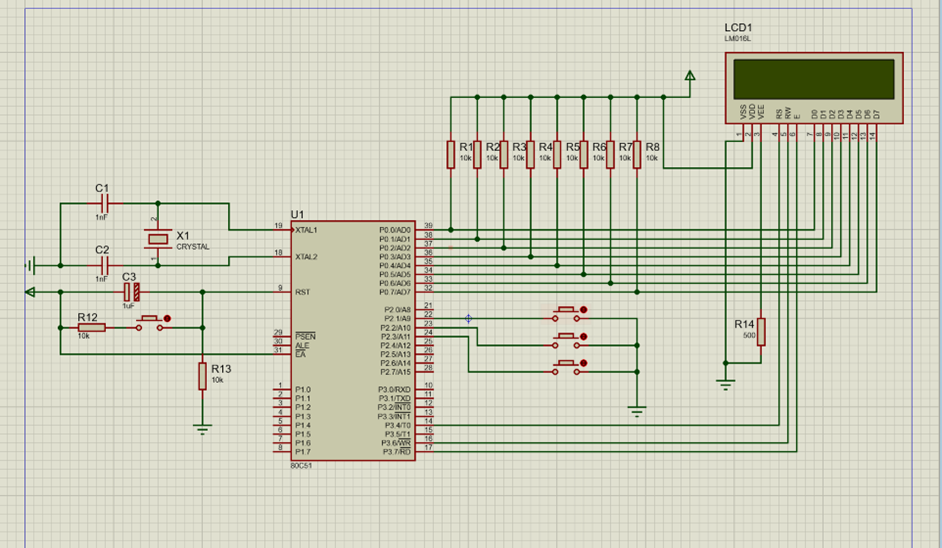 LCD1
LM016L
VSS VDD VEE RS RW E D0 D1 D2 D3 D4 D5 D6 D7
1 2 3 4 5 6 7 8 9 10 11 12 13 14
R1 R2 R3 R4 R5 R6 R7 R8
10k 10k 10k 10k 10k 10k 10k 10k
C1
1nF
2
X1
CRYSTAL
1
C2
1nF
C3
1uF
R12
10k
R13
10k
U1
19 XTAL1
18 XTAL2
9 RST
29 PSEN
30 ALE
31 EA
1 P1.0
2 P1.1
3 P1.2
4 P1.3
5 P1.4
6 P1.5
7 P1.6
8 P1.7
P0.0/AD0 39
P0.1/AD1 38
P0.2/AD2 37
P0.3/AD3 36
P0.4/AD4 35
P0.5/AD5 34
P0.6/AD6 33
P0.7/AD7 32
P2.0/A8 21
P2.1/A9 22
P2.2/A10 23
P2.3/A11 24
P2.4/A12 25
P2.5/A13 26
P2.6/A14 27
P2.7/A15 28
P3.0/RXD 10
P3.1/TXD 11
P3.2/INT0 12
P3.3/INT1 13
P3.4/T0 14
P3.5/T1 15
P3.6/WR 16
P3.7/RD 17
80C51
R14
500